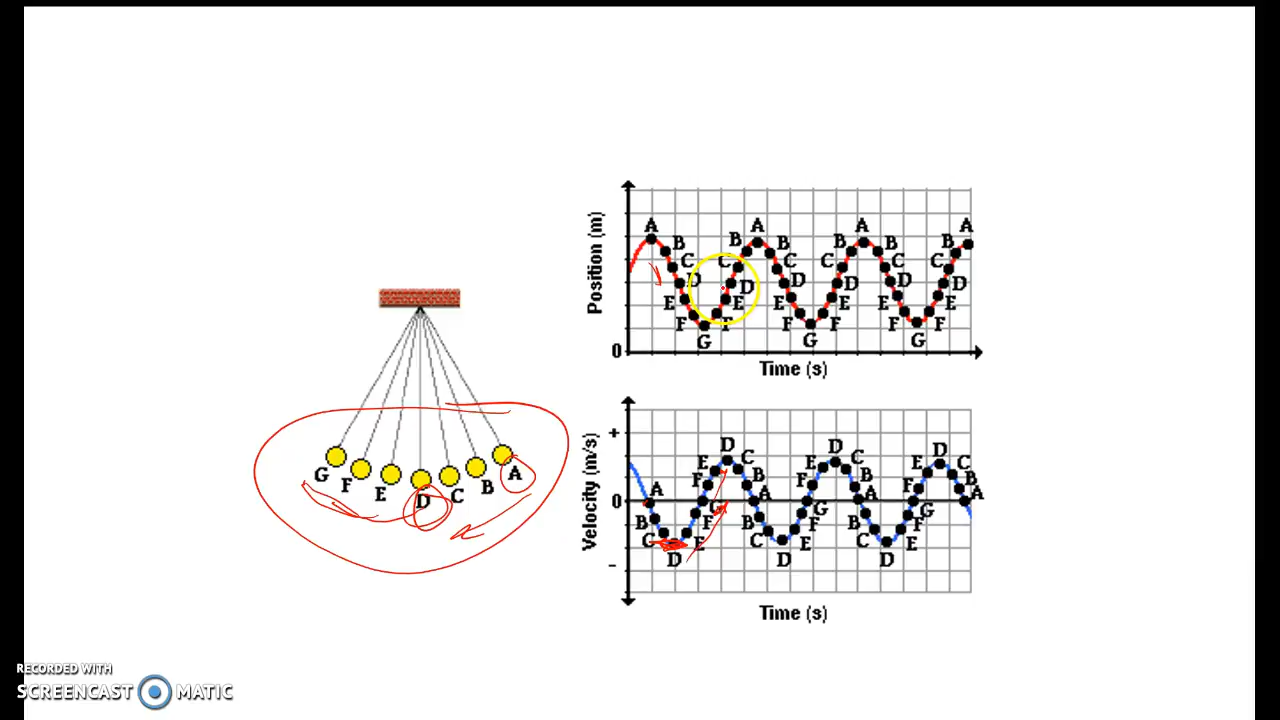 A A A A
B B B B B B
C C C C C C
D D D D D D
E E E E E E
F F F F F F
G G G
Position (m)
0
Time (s)
G F E D C B A
D D D
E C E C E C
F B F B F B
+
A A A A
0
G G G
B F B F B F
C E C E C E
D D D
-
Velocity (m/s)
Time (s)
RECORDED WITH
SCREENCAST MATIC